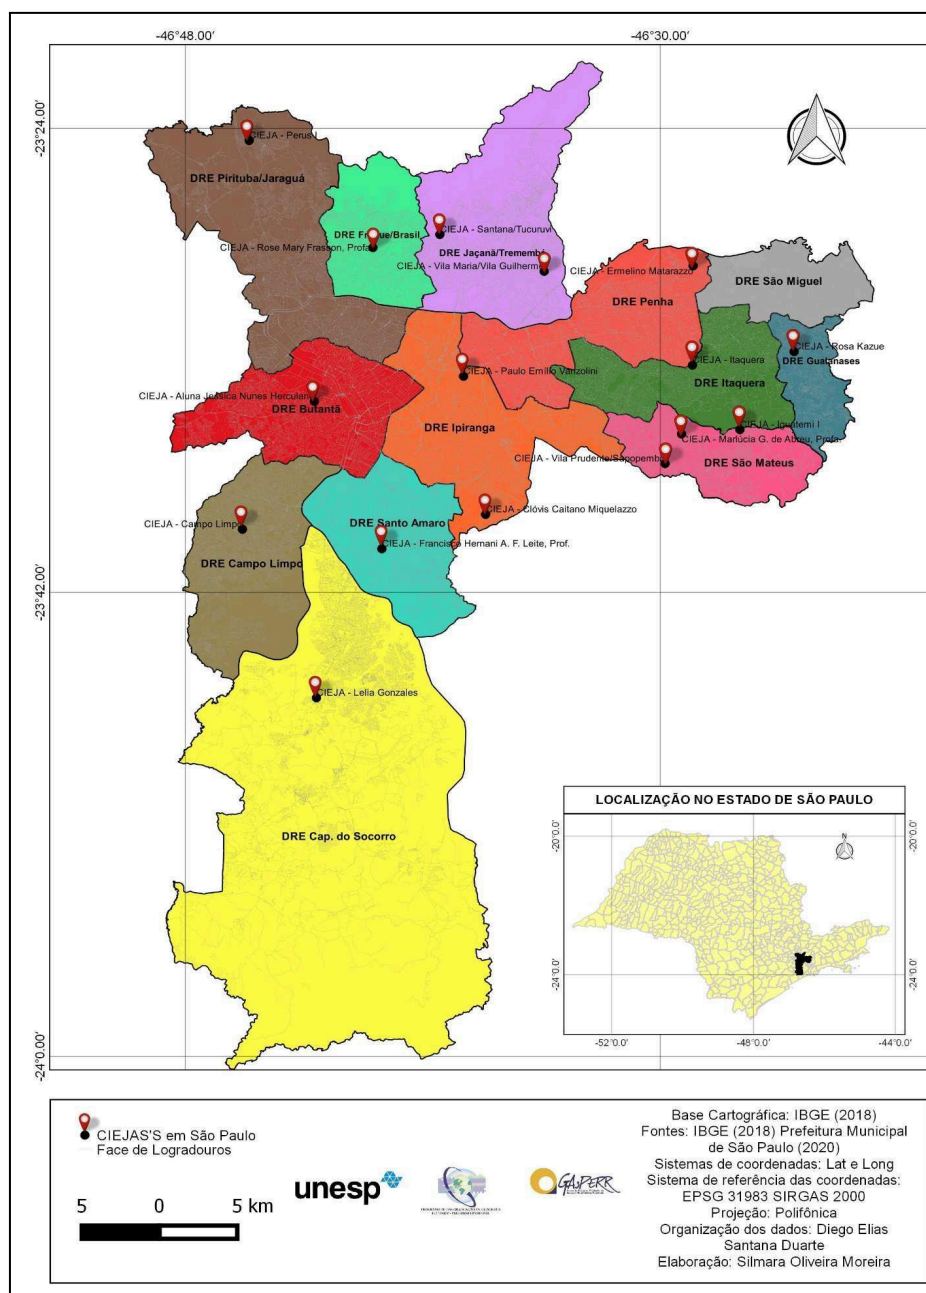 -46°48.00'
-46°30.00'
-23°24.00'
CIEJA - Perus I
DRE Pirituba/Jaraguá
CIEJA - Santana/Tucuruvi
CIEJA - Rose Mary Frasson, Profa.
DRE Jaçanã/Tremembé
CIEJA - Vila Maria/Vila Guilherme
CIEJA - Ermelino Matarazzo
DRE São Miguel
DRE Penha
CIEJA - Rosa Kazue
DRE Guaianases
CIEJA - Itaquera
CIEJA - Paulo Emílio Vanzolini
DRE Itaquera
DRE Butantã
DRE Ipiranga
CIEJA - Iguatemi I
CIEJA - Marlúcia G. de Abreu, Profa.
CIEJA - Vila Prudente/Sapopemba
DRE São Mateus
CIEJA - Clóvis Caitano Miquelazzo
CIEJA - Campo Limpo
DRE Santo Amaro
CIEJA - Francisco Hernani A. F. Leite, Prof.
DRE Campo Limpo
-23°42.00'
CIEJA - Lelia Gonzales
DRE Cap. do Socorro
-24°0.00'
LOCALIZAÇÃO NO ESTADO DE SÃO PAULO
N
-20°0.0'
-20°0.0'
-24°0.0'
-24°0.0'
-52°0.0'
-48°0.0'
-44°0.0'
CIEJAS'S em São Paulo
Face de Logradouros
5 0 5 km
unesp
GAsPERR
Base Cartográfica: IBGE (2018)
Fontes: IBGE (2018) Prefeitura Municipal
de São Paulo (2020)
Sistemas de coordenadas: Lat e Long
Sistema de referência das coordenadas:
EPSG 31983 SIRGAS 2000
Projeção: Polifônica
Organização dos dados: Diego Elias
Santana Duarte
Elaboração: Silmara Oliveira Moreira